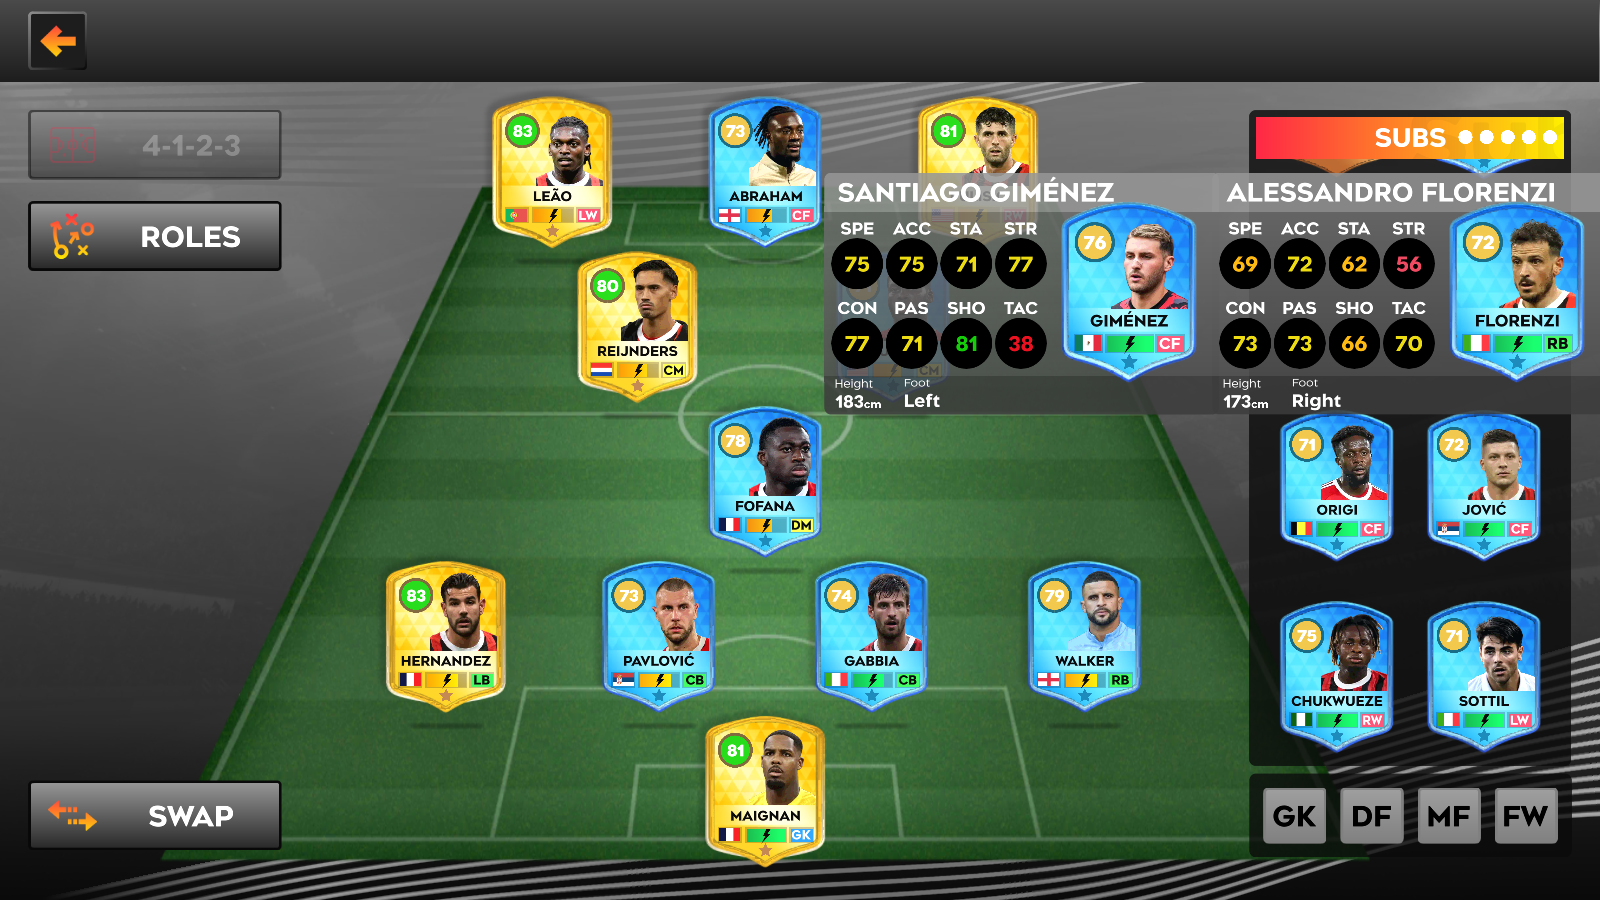 4-1-2-3
ROLES
SWAP
83
LEÃO
LW
73
ABRAHAM
CF
81
80
REIJNDERS
CM
78
FOFANA
DM
83
HERNANDEZ
LB
73
PAVLOVIĆ
CB
74
GABBIA
CB
79
WALKER
RB
81
MAIGNAN
GK
SUBS
SANTIAGO GIMÉNEZ
SPE ACC STA STR
75 75 71 77
CON PAS SHO TAC
77 71 81 38
Height Foot
183cm Left
76
GIMÉNEZ
CF
ALESSANDRO FLORENZI
SPE ACC STA STR
69 72 62 56
CON PAS SHO TAC
73 73 66 70
Height Foot
173cm Right
72
FLORENZI
RB
CM
71
ORIGI
CF
72
JOVIĆ
CF
75
CHUKWUEZE
RW
71
SOTTIL
LW
GK DF MF FW